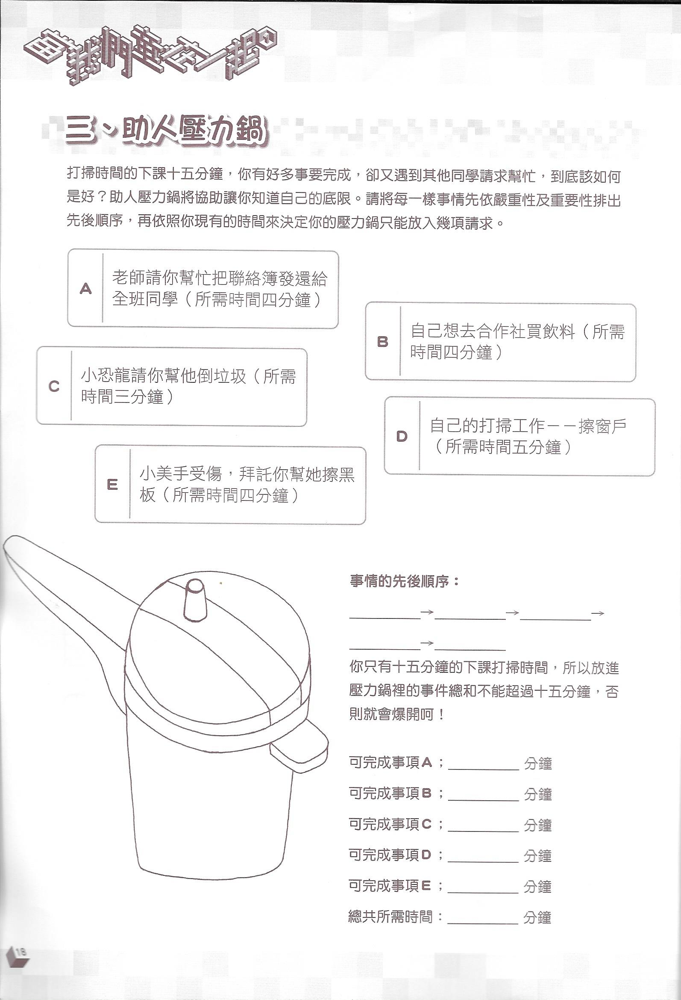 當我們童在一起1
三、助人壓力鍋
打掃時間的下課十五分鐘，你有好多事要完成，卻又遇到其他同學請求幫忙，到底該如何
是好？助人壓力鍋將協助讓你知道自己的底限。請將每一樣事情先依嚴重性及重要性排出
先後順序，再依照你現有的時間來決定你的壓力鍋只能放入幾項請求。
A
老師請你幫忙把聯絡簿發還給
全班同學（所需時間四分鐘）
B
自己想去合作社買飲料（所需
時間四分鐘）
C
小恐龍請你幫他倒垃圾（所需
時間三分鐘）
D
自己的打掃工作－－擦窗戶
（所需時間五分鐘）
E
小美手受傷，拜託你幫她擦黑
板（所需時間四分鐘）
事情的先後順序：
__________→__________→__________→
__________→__________
你只有十五分鐘的下課打掃時間，所以放進
壓力鍋裡的事件總和不能超過十五分鐘，否
則就會爆開呵！
可完成事項A；__________ 分鐘
可完成事項B；__________ 分鐘
可完成事項C；__________ 分鐘
可完成事項D；__________ 分鐘
可完成事項E；__________ 分鐘
總共所需時間：__________ 分鐘
18